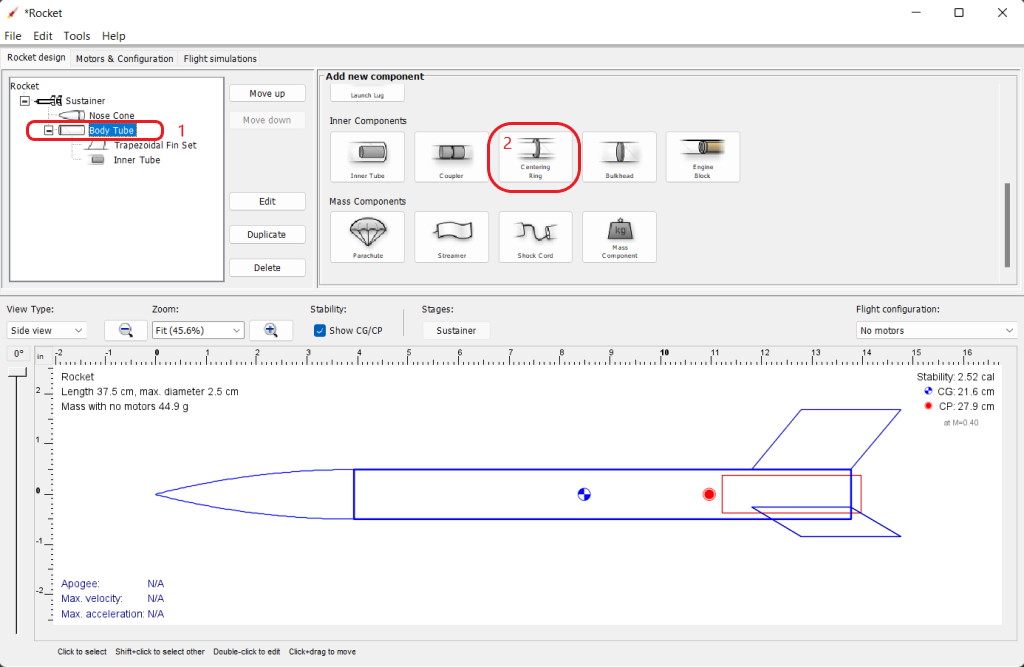 *Rocket
File Edit Tools Help
Rocket design Motors & Configuration Flight simulations
Rocket
Sustainer
Nose Cone
Body Tube 1
Trapezoidal Fin Set
Inner Tube
Move up
Move down
Edit
Duplicate
Delete
Add new component
Launch Lug
Inner Components
Inner Tube
Coupler
2
Centering
Ring
Bulkhead
Engine
Block
Mass Components
Parachute
Streamer
Shock Cord
kg
Mass
Component
View Type: Zoom: Stability: Stages: Flight configuration:
Side view Fit (45.6%) Show CG/CP Sustainer No motors
0° in -2 -1 0 1 2 3 4 5 6 7 8 9 10 11 12 13 14 15 16
2
1
0
-1
-2
Rocket
Length 37.5 cm, max. diameter 2.5 cm
Mass with no motors 44.9 g
Stability: 2.52 cal
CG: 21.6 cm
CP: 27.9 cm
at M=0.40
Apogee: N/A
Max. velocity: N/A
Max. acceleration: N/A
Click to select Shift+click to select other Double-click to edit Click+drag to move